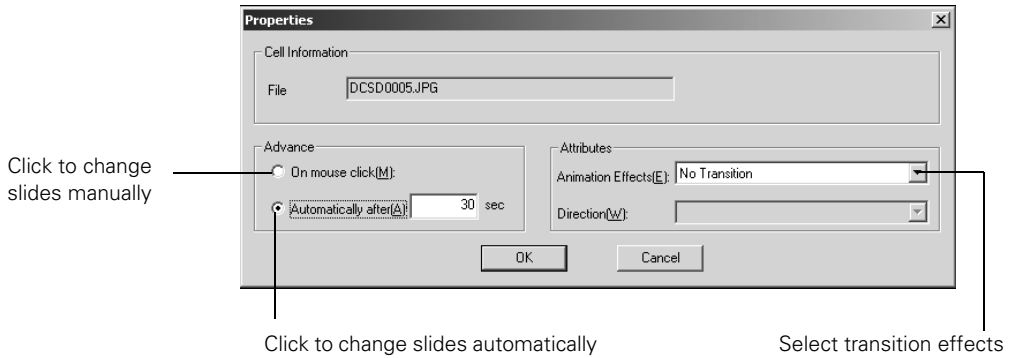 Properties
Cell Information
File DCSD0005.JPG
Click to change
slides manually
Advance
On mouse click(M):
Automatically after(A): 30 sec
Attributes
Animation Effects(E): No Transition
Direction(W):
OK Cancel
Click to change slides automatically
Select transition effects